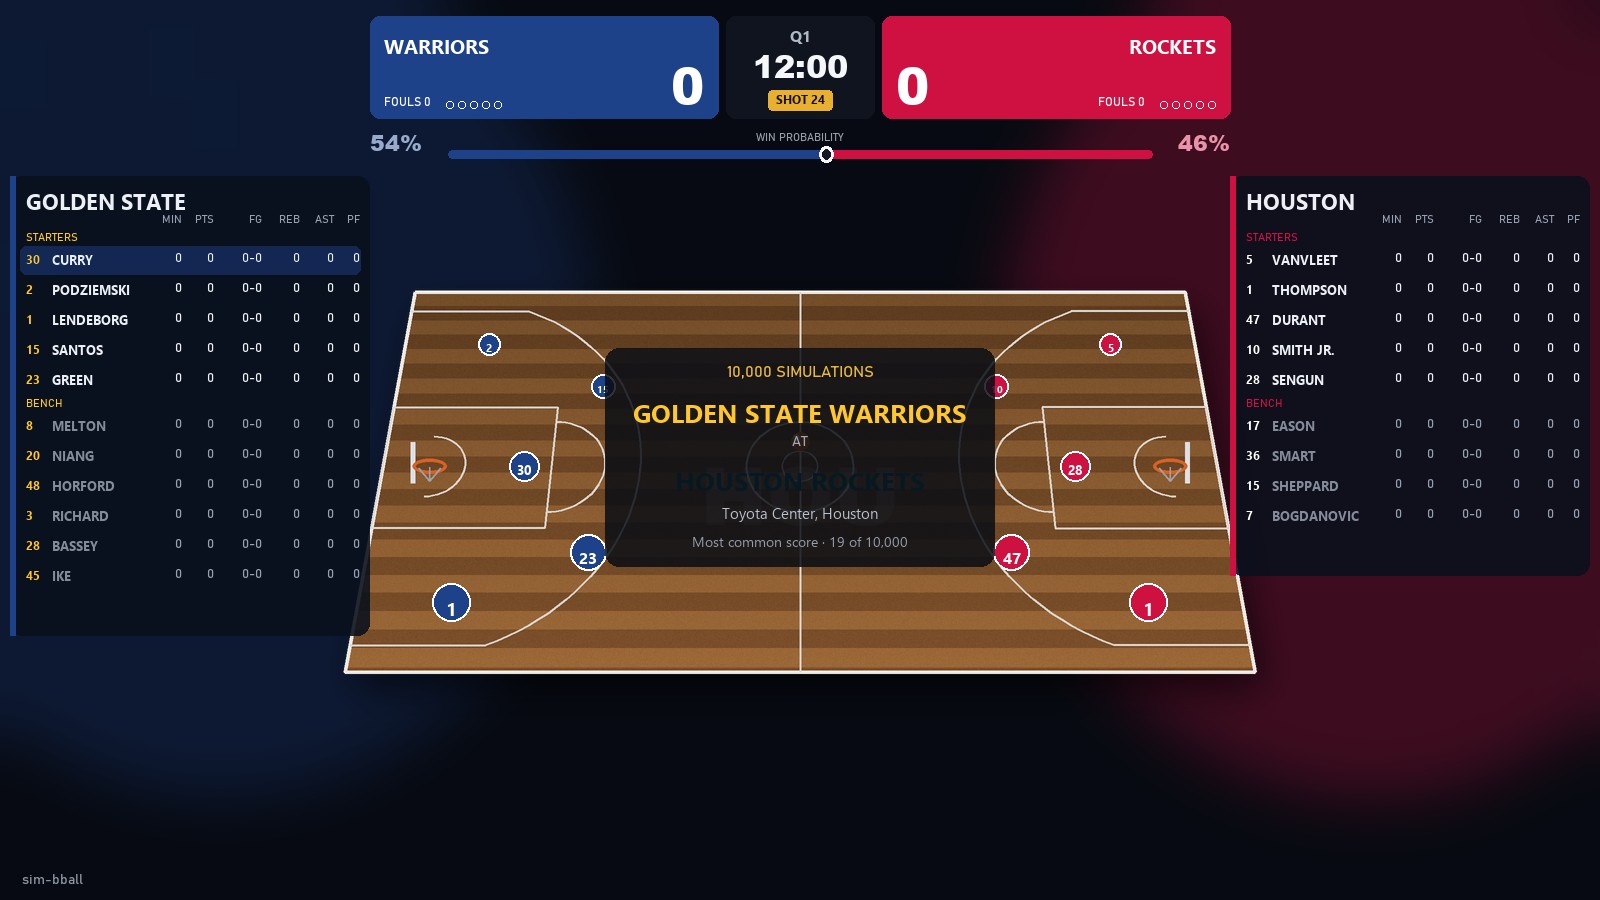 WARRIORS
0
FOULS 0
Q1
12:00
SHOT 24
ROCKETS
0
FOULS 0
54%
WIN PROBABILITY
46%
GOLDEN STATE
MIN PTS FG REB AST PF
STARTERS
30 CURRY 0 0 0-0 0 0 0
2 PODZIEMSKI 0 0 0-0 0 0 0
1 LENDEBORG 0 0 0-0 0 0 0
15 SANTOS 0 0 0-0 0 0 0
23 GREEN 0 0 0-0 0 0 0
BENCH
8 MELTON 0 0 0-0 0 0 0
20 NIANG 0 0 0-0 0 0 0
48 HORFORD 0 0 0-0 0 0 0
3 RICHARD 0 0 0-0 0 0 0
28 BASSEY 0 0 0-0 0 0 0
45 IKE 0 0 0-0 0 0 0
2
15
30
23
1
10,000 SIMULATIONS
GOLDEN STATE WARRIORS
AT
HOUSTON ROCKETS
Toyota Center, Houston
Most common score · 19 of 10,000
5
28
47
1
HOUSTON
MIN PTS FG REB AST PF
STARTERS
5 VANVLEET 0 0 0-0 0 0 0
1 THOMPSON 0 0 0-0 0 0 0
47 DURANT 0 0 0-0 0 0 0
10 SMITH JR. 0 0 0-0 0 0 0
28 SENGUN 0 0 0-0 0 0 0
BENCH
17 EASON 0 0 0-0 0 0 0
36 SMART 0 0 0-0 0 0 0
15 SHEPPARD 0 0 0-0 0 0 0
7 BOGDANOVIC 0 0 0-0 0 0 0
sim-bball